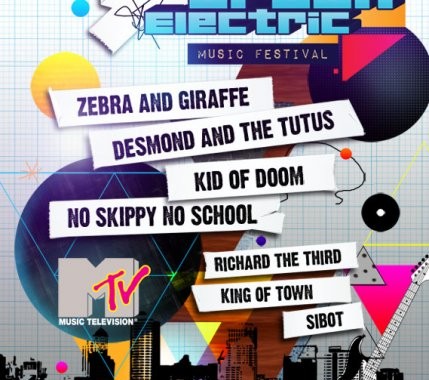 electric
MUSIC FESTIVAL
ZEBRA AND GIRAFFE
DESMOND AND THE TUTUS
KID OF DOOM
NO SKIPPY NO SCHOOL
RICHARD THE THIRD
KING OF TOWN
SIBOT
MTV
MUSIC TELEVISION®